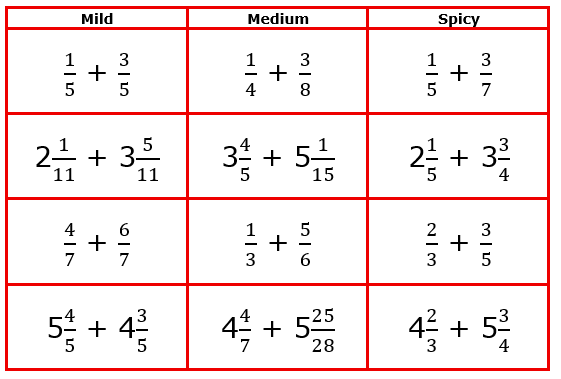 Mild Medium Spicy
1/5 + 3/5 1/4 + 3/8 1/5 + 3/7
2 1/11 + 3 5/11 3 4/5 + 5 1/15 2 1/5 + 3 3/4
4/7 + 6/7 1/3 + 5/6 2/3 + 3/5
5 4/5 + 4 3/5 4 4/7 + 5 25/28 4 2/3 + 5 3/4